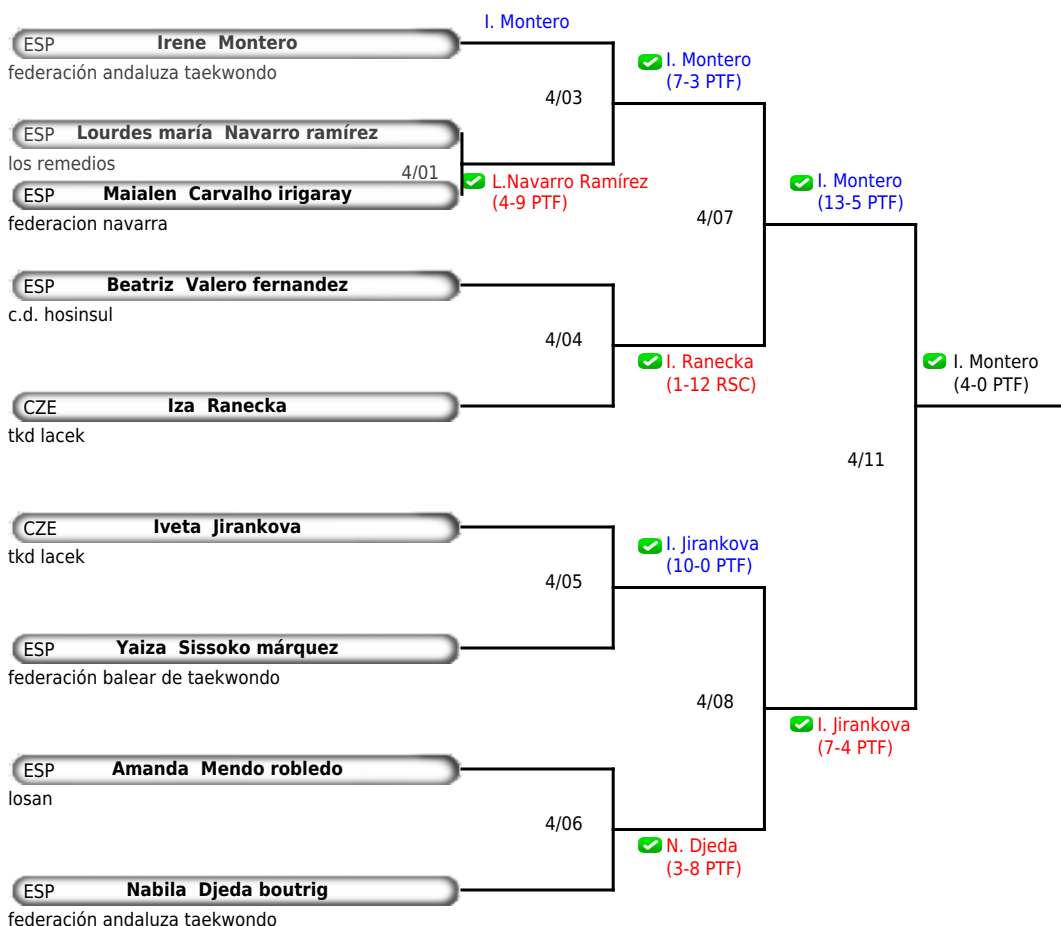 I. Montero
ESP Irene Montero
federación andaluza taekwondo
I. Montero
(7-3 PTF)
4/03
ESP Lourdes maría Navarro ramírez
los remedios
4/01
L.Navarro Ramírez
(4-9 PTF)
ESP Maialen Carvalho irigaray
federacion navarra
I. Montero
(13-5 PTF)
4/07
ESP Beatriz Valero fernandez
c.d. hosinsul
4/04
I. Ranecka
(1-12 RSC)
I. Montero
(4-0 PTF)
CZE Iza Ranecka
tkd lacek
4/11
CZE Iveta Jirankova
tkd lacek
I. Jirankova
(10-0 PTF)
4/05
ESP Yaiza Sissoko márquez
federación balear de taekwondo
4/08
I. Jirankova
(7-4 PTF)
ESP Amanda Mendo robledo
losan
4/06
N. Djeda
(3-8 PTF)
ESP Nabila Djeda boutrig
federación andaluza taekwondo